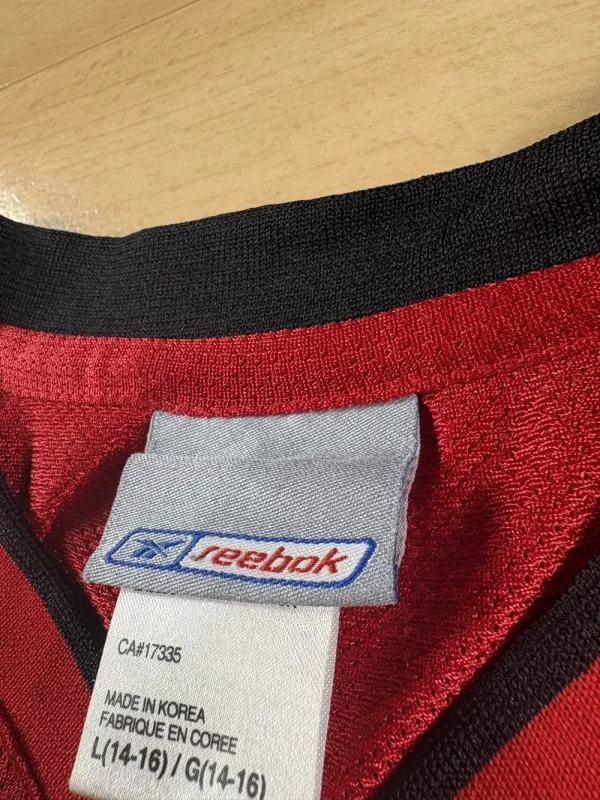 reebok
CA#17335
MADE IN KOREA
FABRIQUE EN COREE
L(14-16) / G(14-16)